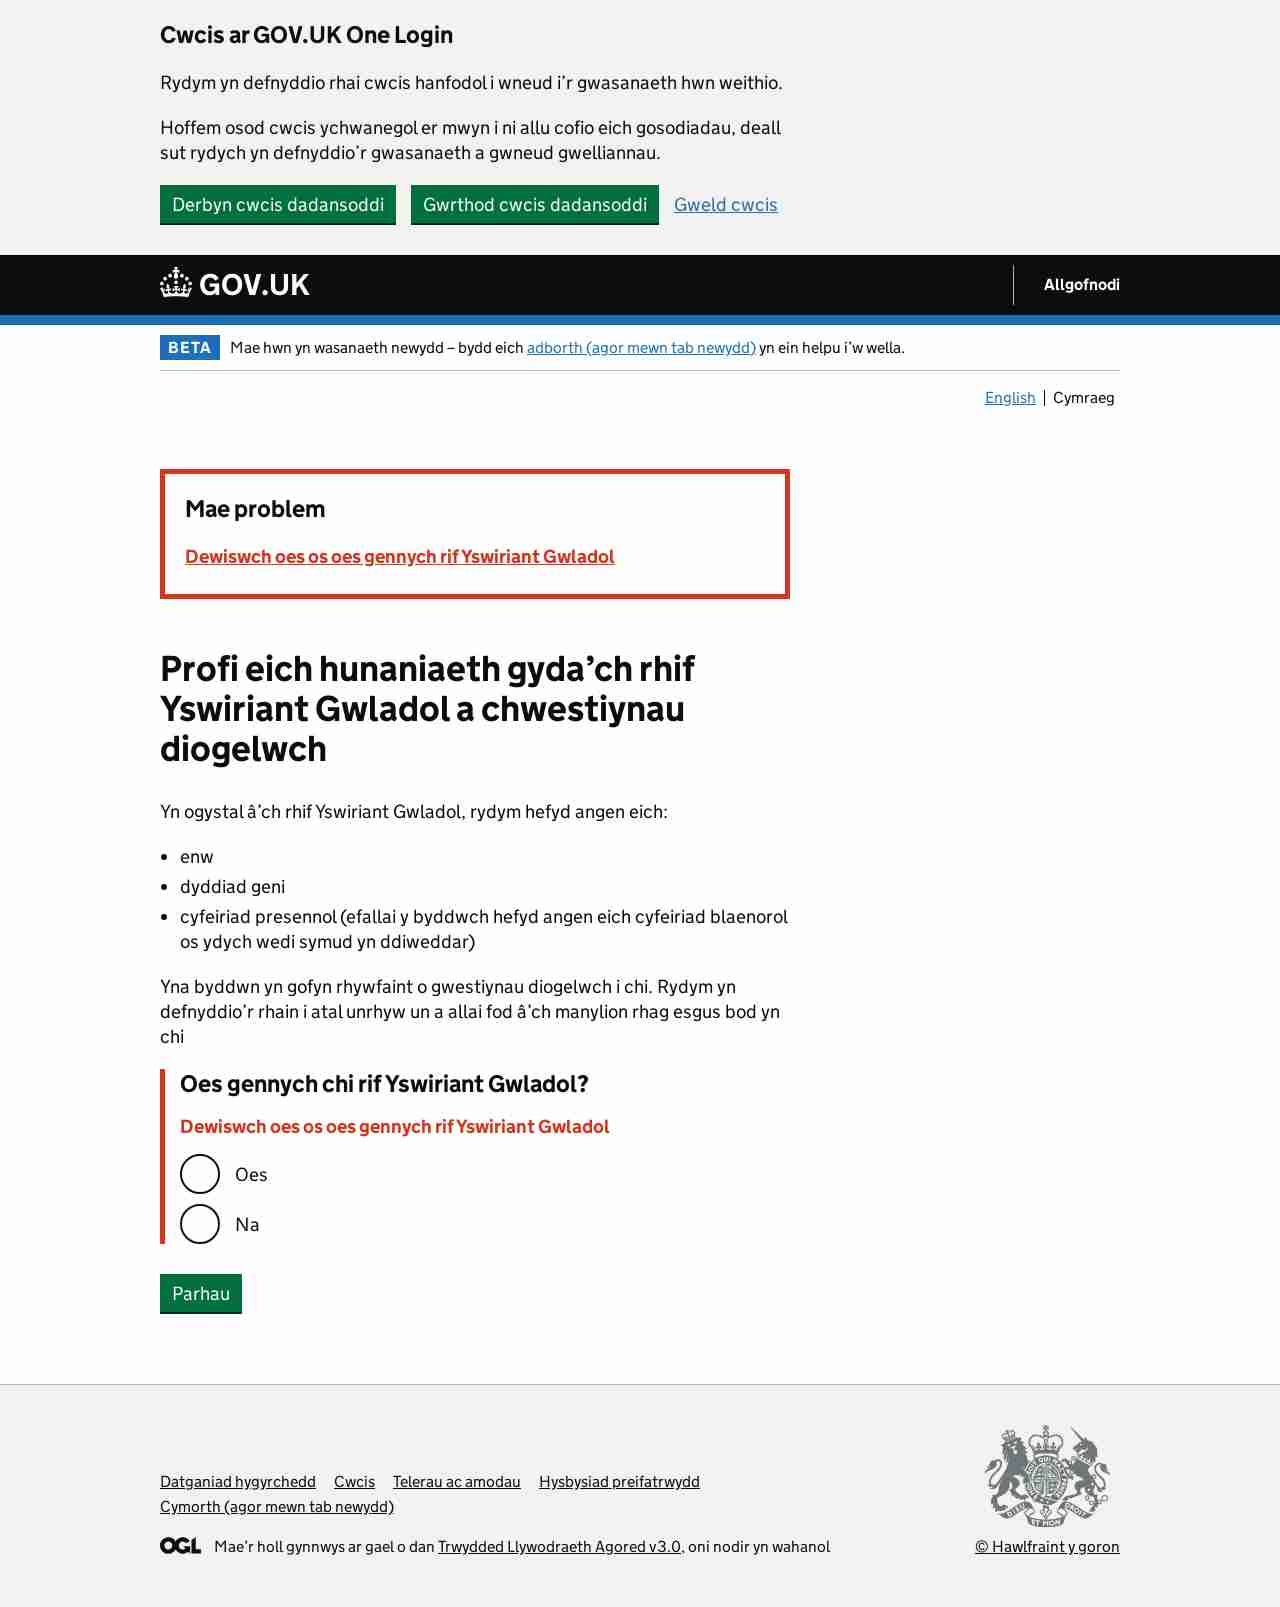 Cwcis ar GOV.UK One Login
Rydym yn defnyddio rhai cwcis hanfodol i wneud i’r gwasanaeth hwn weithio.
Hoffem osod cwcis ychwanegol er mwyn i ni allu cofio eich gosodiadau, deall
sut rydych yn defnyddio’r gwasanaeth a gwneud gwelliannau.
Derbyn cwcis dadansoddi Gwrthod cwcis dadansoddi Gweld cwcis
GOV.UK Allgofnodi
BETA Mae hwn yn wasanaeth newydd – bydd eich adborth (agor mewn tab newydd) yn ein helpu i’w wella.
English Cymraeg
Mae problem
Dewiswch oes os oes gennych rif Yswiriant Gwladol
Profi eich hunaniaeth gyda’ch rhif
Yswiriant Gwladol a chwestiynau
diogelwch
Yn ogystal â’ch rhif Yswiriant Gwladol, rydym hefyd angen eich:
• enw
• dyddiad geni
• cyfeiriad presennol (efallai y byddwch hefyd angen eich cyfeiriad blaenorol
os ydych wedi symud yn ddiweddar)
Yna byddwn yn gofyn rhywfaint o gwestiynau diogelwch i chi. Rydym yn
defnyddio’r rhain i atal unrhyw un a allai fod â’ch manylion rhag esgus bod yn
chi
Oes gennych chi rif Yswiriant Gwladol?
Dewiswch oes os oes gennych rif Yswiriant Gwladol
Oes
Na
Parhau
Datganiad hygyrchedd Cwcis Telerau ac amodau Hysbysiad preifatrwydd
Cymorth (agor mewn tab newydd)
OGL Mae’r holl gynnwys ar gael o dan Trwydded Llywodraeth Agored v3.0, oni nodir yn wahanol
© Hawlfraint y goron